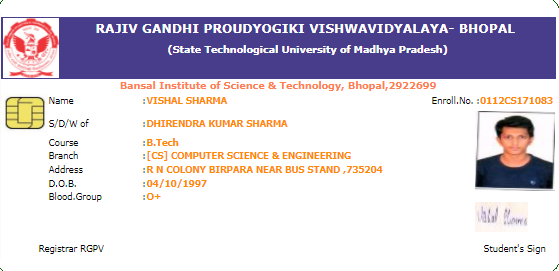 RAJIV GANDHI PROUDYOGIKI VISHWAVIDYALAYA- BHOPAL
(State Technological University of Madhya Pradesh)
Bansal Institute of Science & Technology, Bhopal,2922699
Name :VISHAL SHARMA Enroll.No. :0112CS171083
S/D/W of :DHIRENDRA KUMAR SHARMA
Course :B.Tech
Branch :[CS] COMPUTER SCIENCE & ENGINEERING
Address :R N COLONY BIRPARA NEAR BUS STAND ,735204
D.O.B. :04/10/1997
Blood.Group :O+
Vishal Sharma
Registrar RGPV Student's Sign